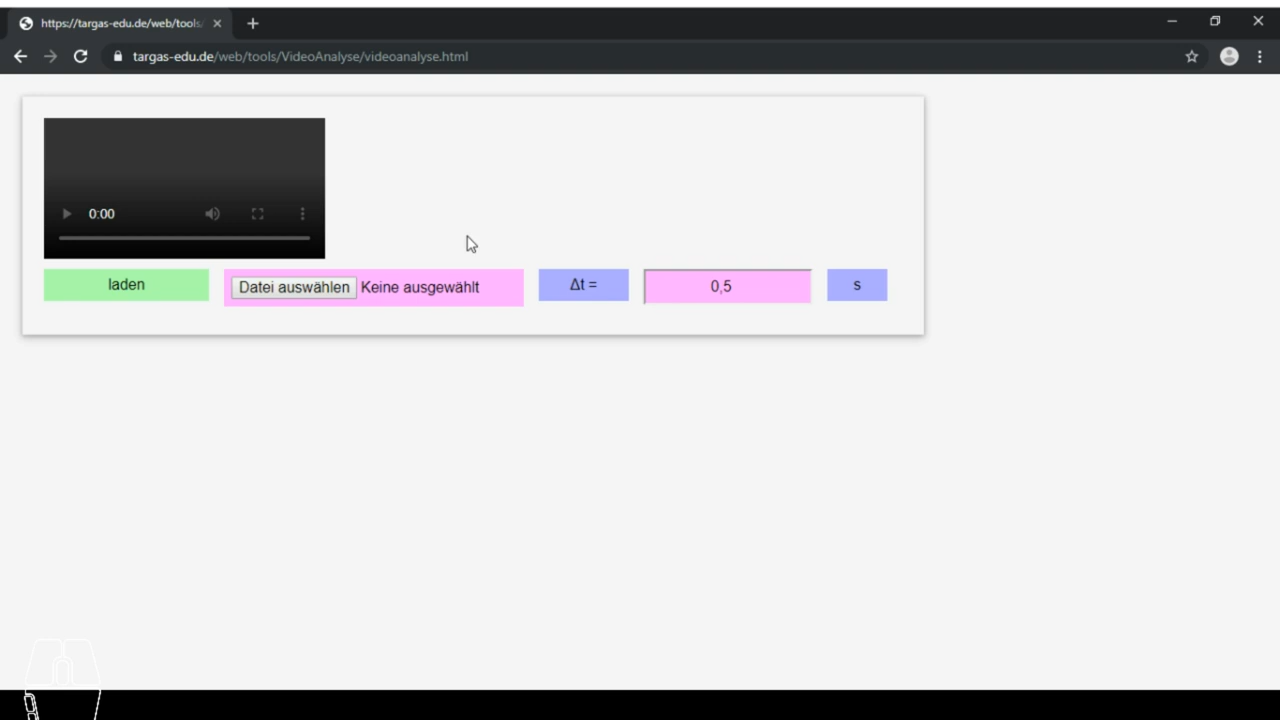 https://targas-edu.de/web/tools/
targas-edu.de/web/tools/VideoAnalyse/videoanalyse.html
0:00
laden
Datei auswählen Keine ausgewählt
Δt =
0,5
s